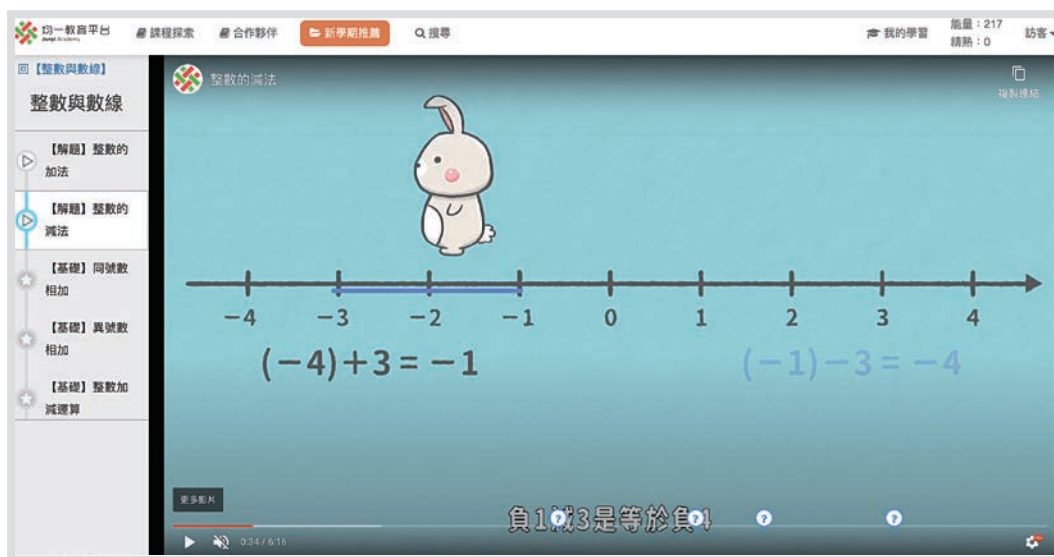 均一教育平台 課程探索 合作夥伴 新學期推薦 搜尋 我的學習 能量：217 訪客
Junyi Academy 精熟：0
【整數與數線】
整數與數線
【解題】整數的
加法
【解題】整數的
減法
【基礎】同號數
相加
【基礎】異號數
相加
【基礎】整數加
減運算
整數的減法
複製連結
−4 −3 −2 −1 0 1 2 3 4
(−4)+3=−1 (−1)−3=−4
更多影片
負1減3是等於負4
? ? ? ?
0:34 / 6:16